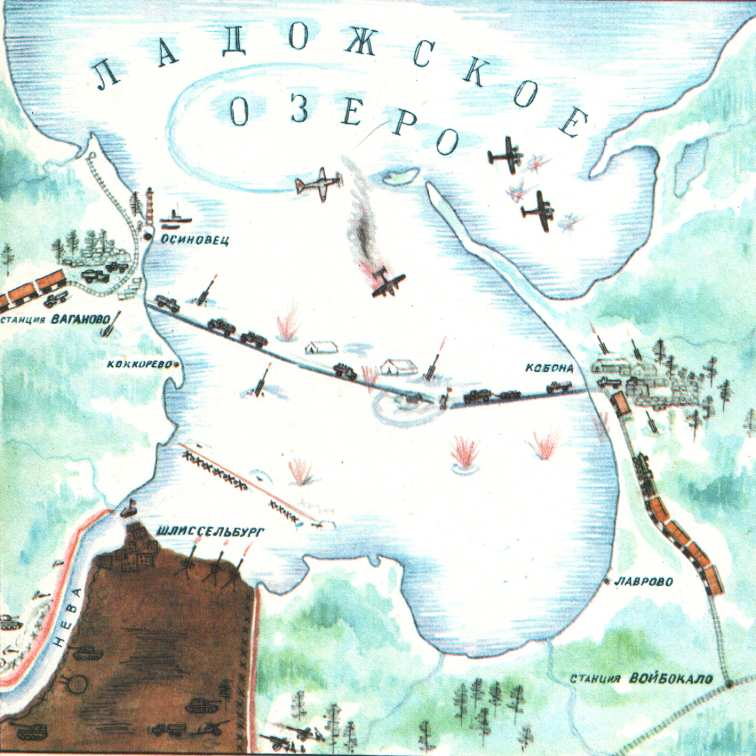 ЛАДОЖСКОЕ
ОЗЕРО
ОСИНОВЕЦ
СТАНЦИЯ ВАГАНОВО
КОККОРЕВО
КОБОНА
ШЛИССЕЛЬБУРГ
ЛАВРОВО
НЕВА
СТАНЦИЯ ВОЙБОКАЛО